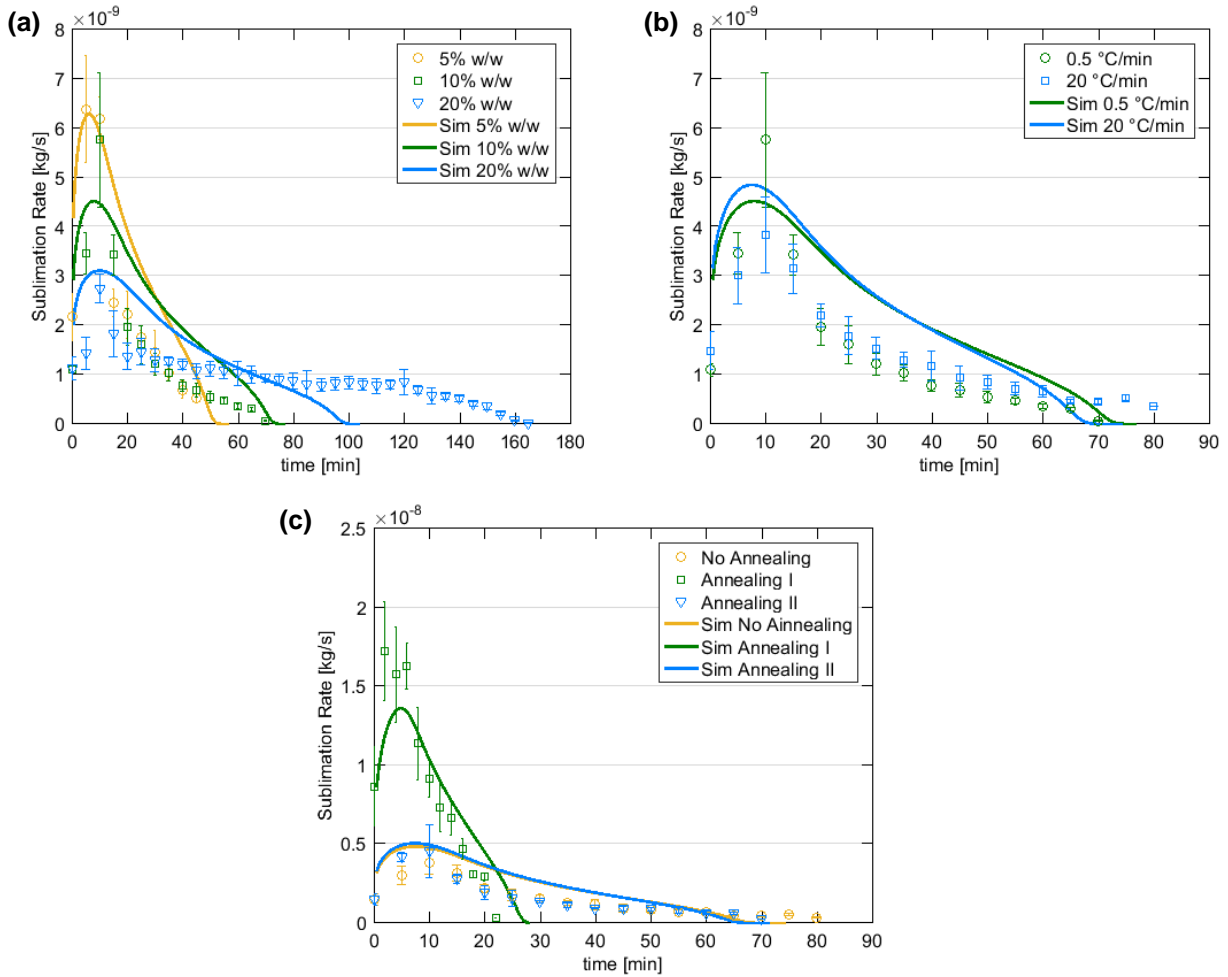 (a)
×10⁻⁹
8
7
6
5
4
3
2
1
0
Sublimation Rate [kg/s]
5% w/w
10% w/w
20% w/w
Sim 5% w/w
Sim 10% w/w
Sim 20% w/w
0 20 40 60 80 100 120 140 160 180
time [min]
(b)
×10⁻⁹
8
7
6
5
4
3
2
1
0
Sublimation Rate [kg/s]
0.5 °C/min
20 °C/min
Sim 0.5 °C/min
Sim 20 °C/min
0 10 20 30 40 50 60 70 80 90
time [min]
(c)
×10⁻⁸
2.5
2
1.5
1
0.5
0
Sublimation Rate [kg/s]
No Annealing
Annealing I
Annealing II
Sim No Ainnealing
Sim Annealing I
Sim Annealing II
0 10 20 30 40 50 60 70 80 90
time [min]